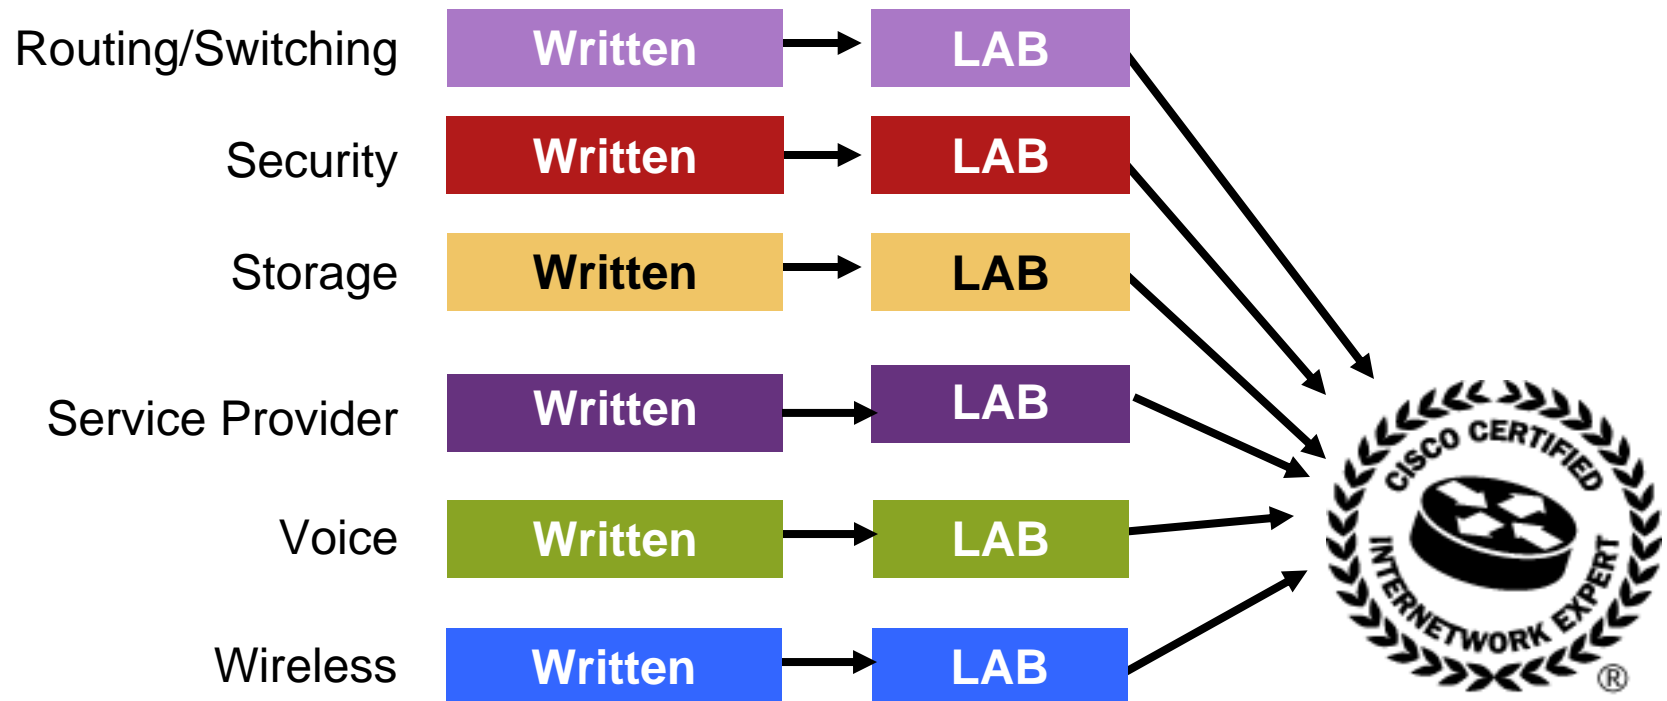 Routing/Switching Written LAB
Security Written LAB
Storage Written LAB
Service Provider Written LAB
Voice Written LAB
Wireless Written LAB
CISCO CERTIFIED
INTERNETWORK EXPERT
®